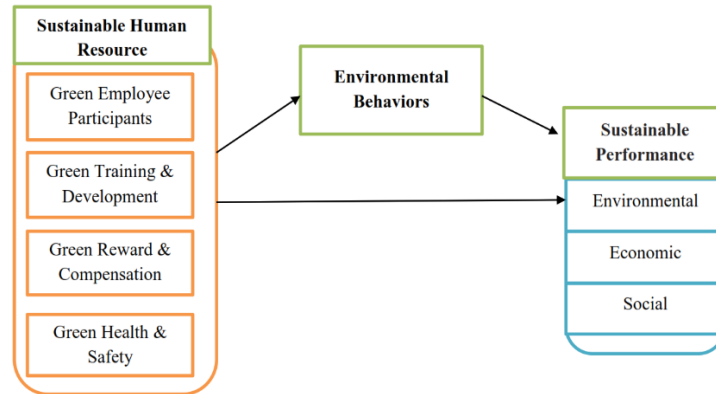 Sustainable Human
Resource
Green Employee
Participants
Green Training &
Development
Green Reward &
Compensation
Green Health &
Safety
Environmental
Behaviors
Sustainable
Performance
Environmental
Economic
Social